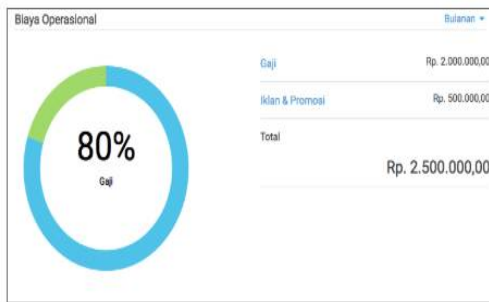 Biaya Operasional
Bulanan
80%
Gaji
Gaji Rp. 2.000.000,00
Iklan & Promosi Rp. 500.000,00
Total
Rp. 2.500.000,00